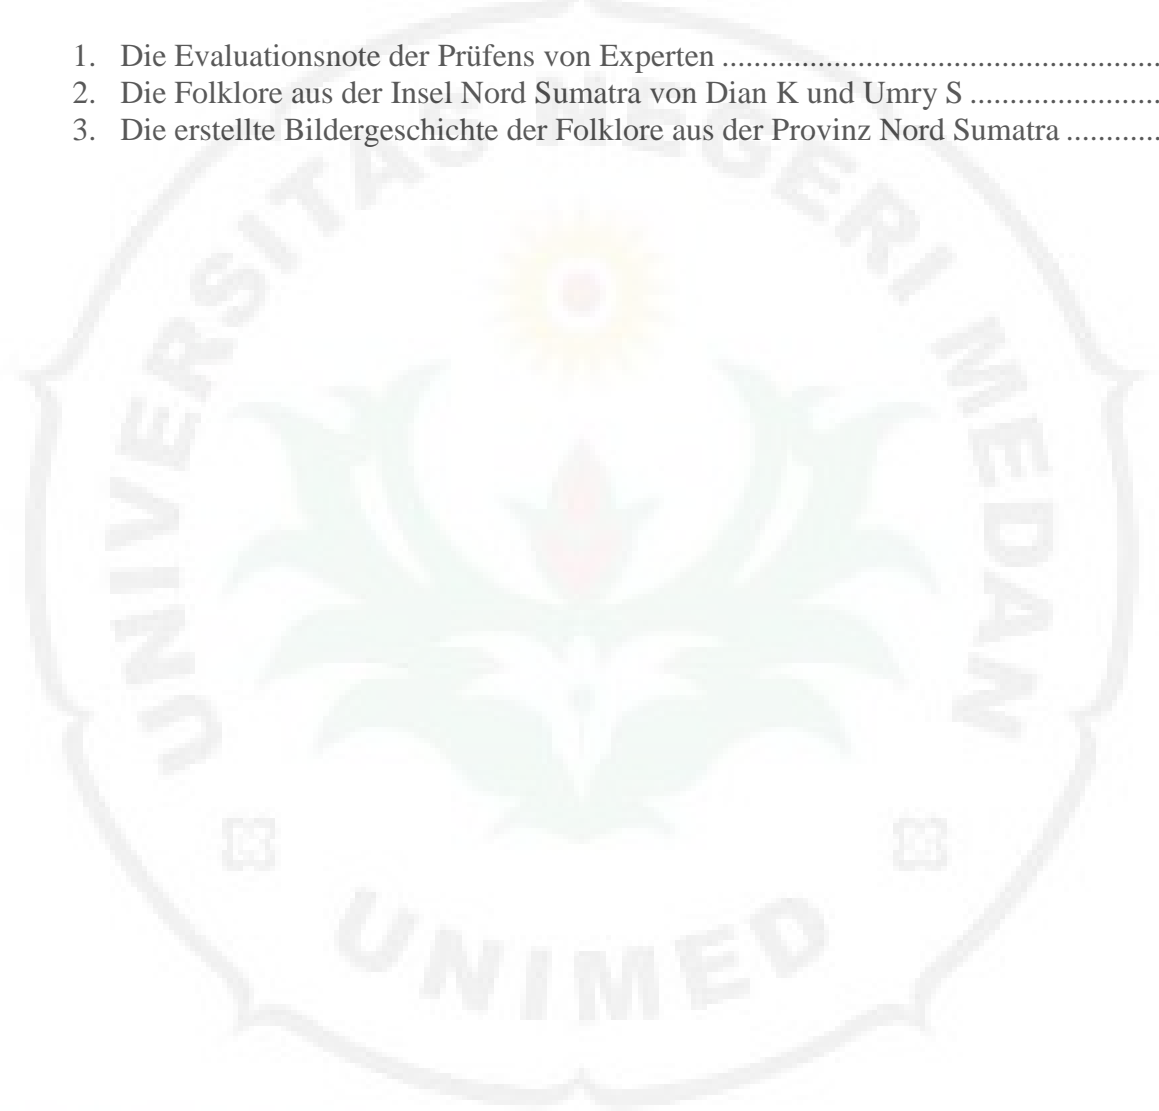 1. Die Evaluationsnote der Prüfens von Experten ........................................................
2. Die Folklore aus der Insel Nord Sumatra von Dian K und Umry S ........................
3. Die erstellte Bildergeschichte der Folklore aus der Provinz Nord Sumatra ............
UNIVERSITAS NEGERI MEDAN
UNIMED